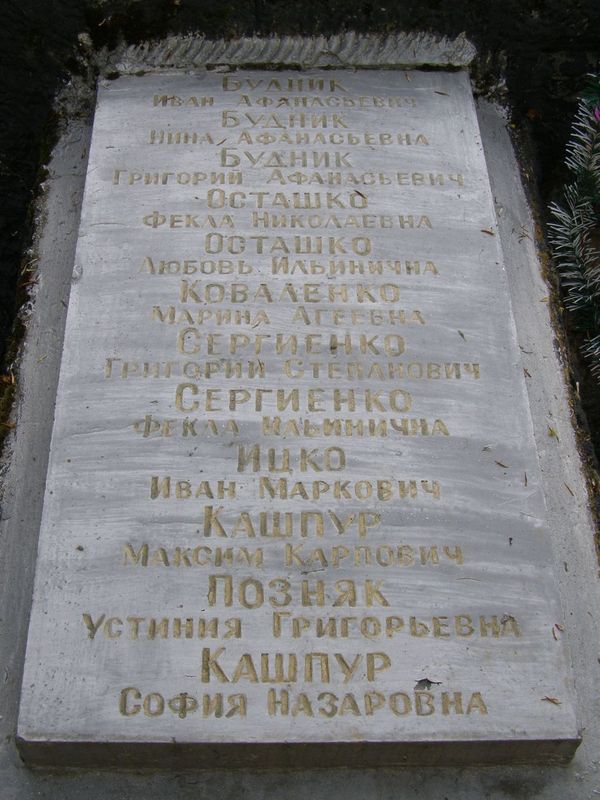 Будник
Иван Афанасьевич
Будник
Нина Афанасьевна
Будник
Григорий Афанасьевич
Осташко
Фекла Николаевна
Осташко
Любовь Ильинична
Коваленко
Марина Агеевна
Сергиенко
Григорий Степанович
Сергиенко
Фекла Ильинична
Ицко
Иван Маркович
Кашпур
Максим Карпович
Позняк
Устиния Григорьевна
Кашпур
София Назаровна